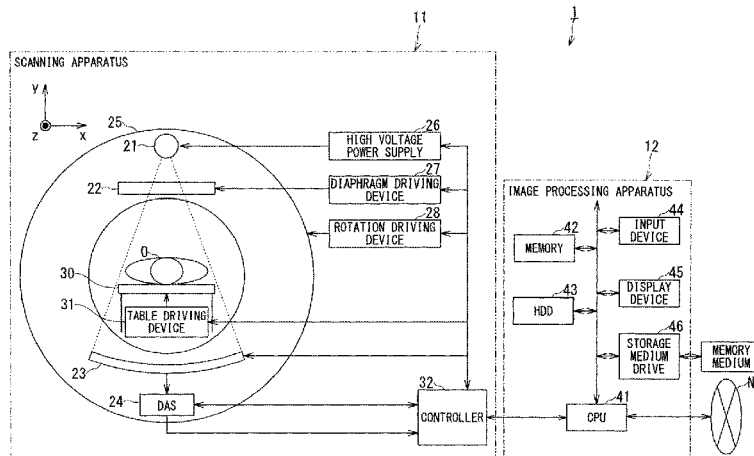 1
11
SCANNING APPARATUS
y
z
x
25
21
22
26
HIGH VOLTAGE
POWER SUPPLY
27
DIAPHRAGM DRIVING
DEVICE
28
ROTATION DRIVING
DEVICE
O
30
31
TABLE DRIVING
DEVICE
23
24
DAS
32
CONTROLLER
12
IMAGE PROCESSING APPARATUS
42
MEMORY
43
HDD
44
INPUT
DEVICE
45
DISPLAY
DEVICE
46
STORAGE
MEDIUM
DRIVE
MEMORY
MEDIUM
41
CPU
N